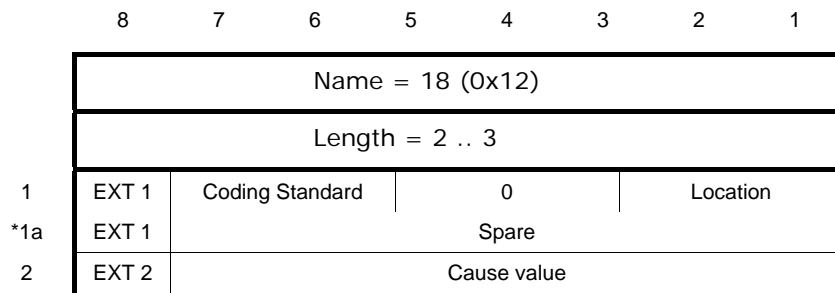 8 7 6 5 4 3 2 1
Name = 18 (0x12)
Length = 2 .. 3
1 EXT 1 Coding Standard 0 Location
*1a EXT 1 Spare
2 EXT 2 Cause value